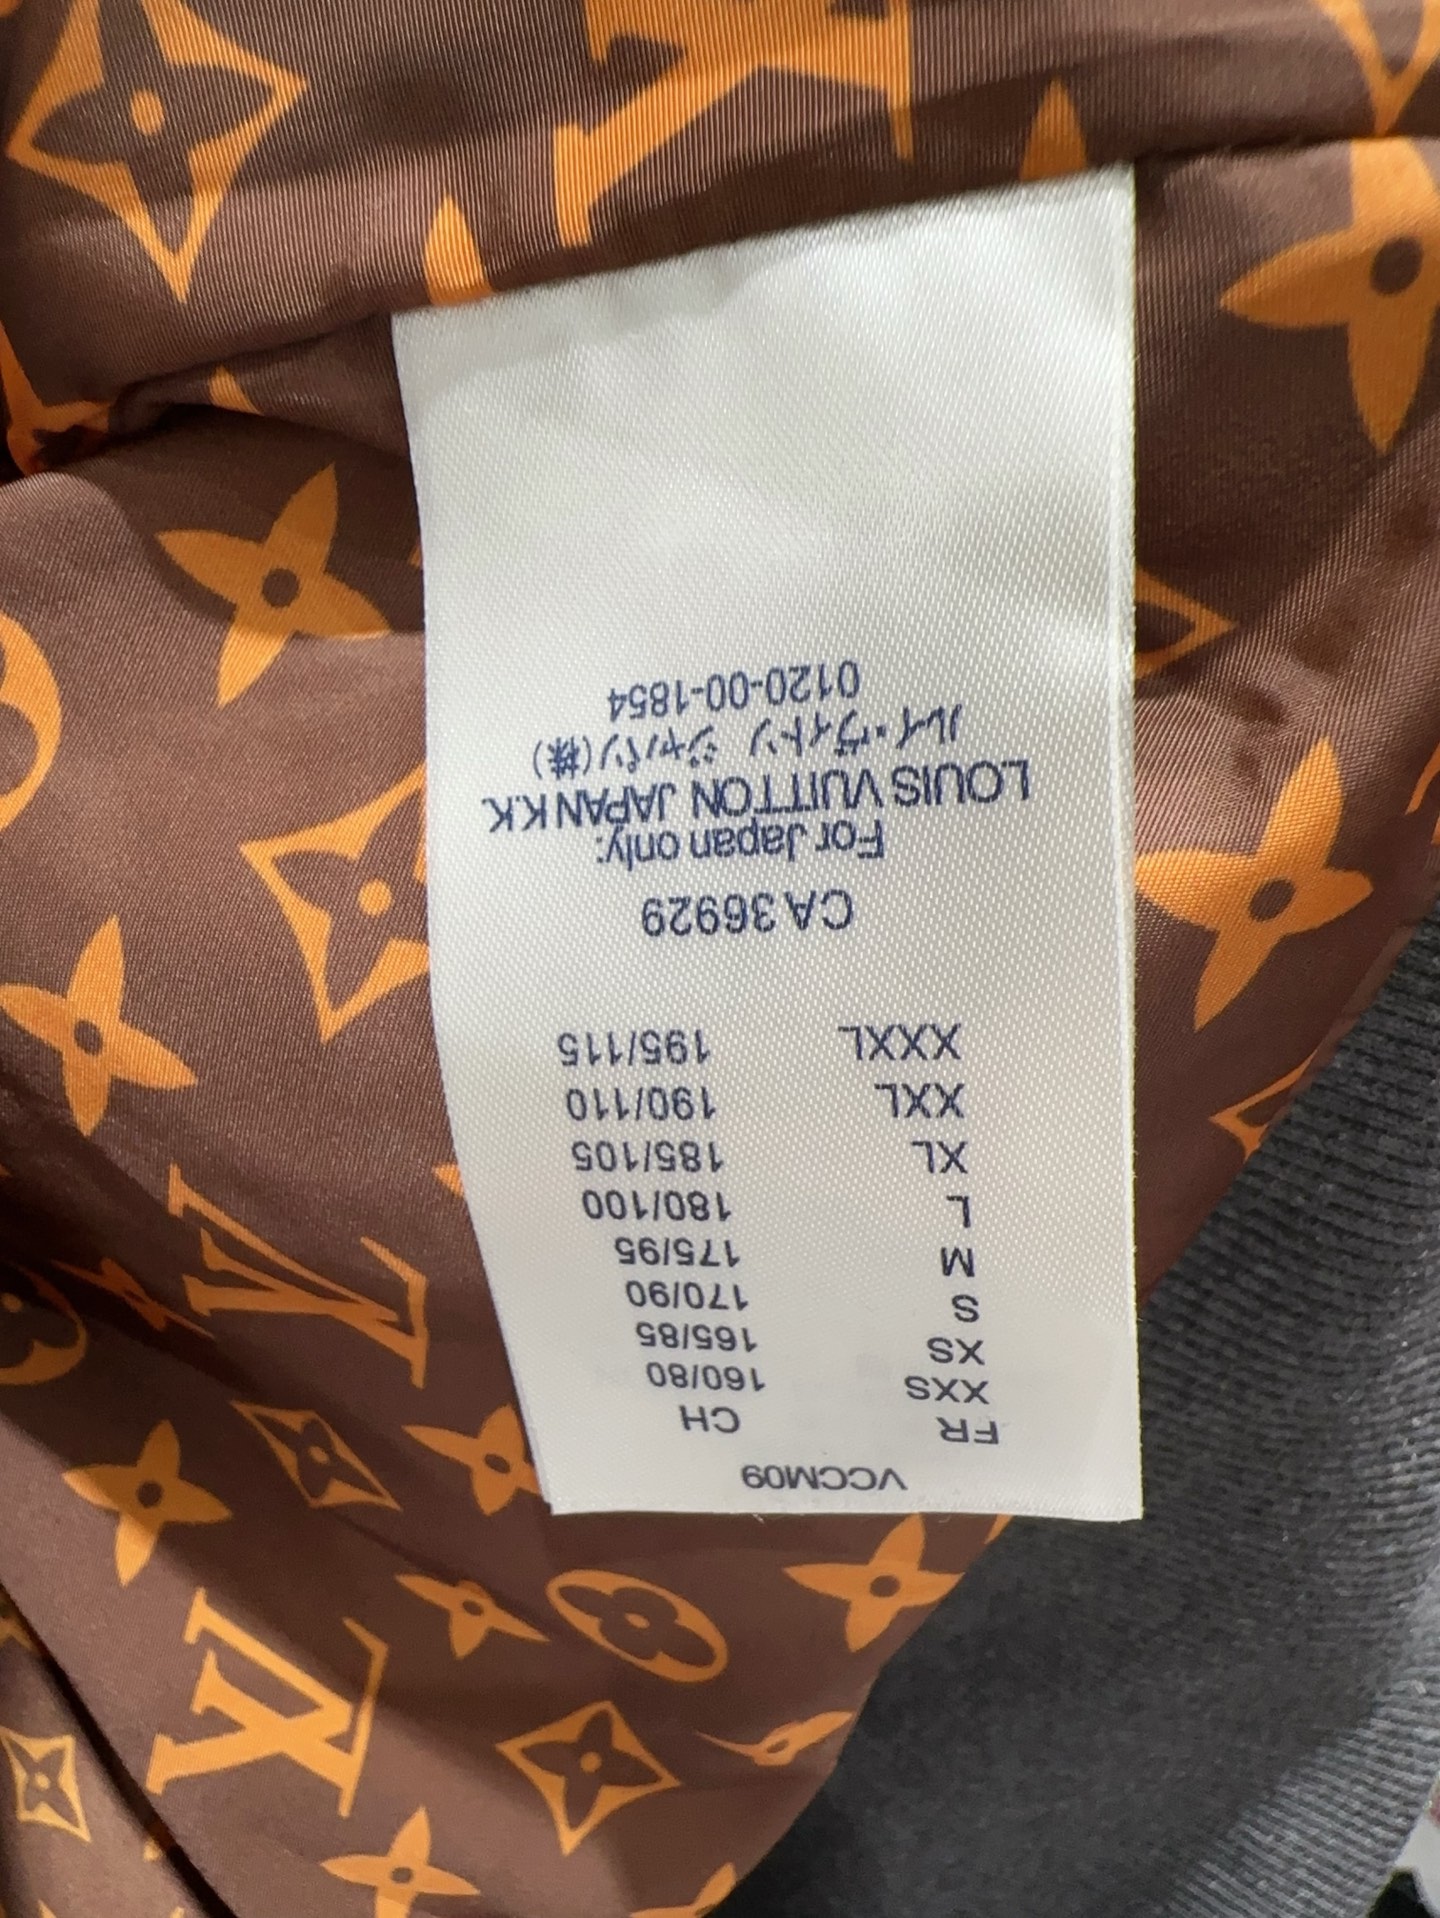 VCCM09
FR CH
XXS 160/80
XS 165/85
S 170/90
M 175/95
L 180/100
XL 185/105
XXL 190/110
XXXL 195/115
CA 36929
For Japan only:
LOUIS VUITTON JAPAN K.K.
ルイ・ヴィトン ジャパン(株)
0120-00-1854